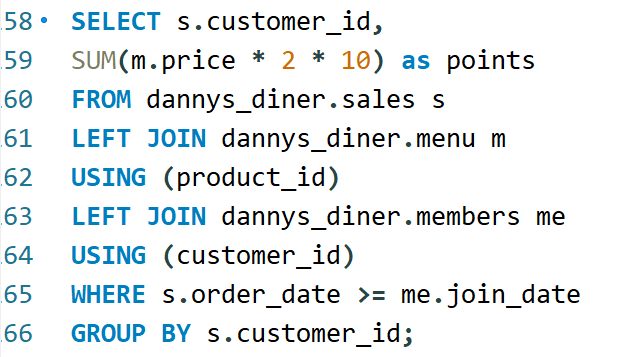 58 SELECT s.customer_id,
59 SUM(m.price * 2 * 10) as points
60 FROM dannys_diner.sales s
61 LEFT JOIN dannys_diner.menu m
62 USING (product_id)
63 LEFT JOIN dannys_diner.members me
64 USING (customer_id)
65 WHERE s.order_date >= me.join_date
66 GROUP BY s.customer_id;